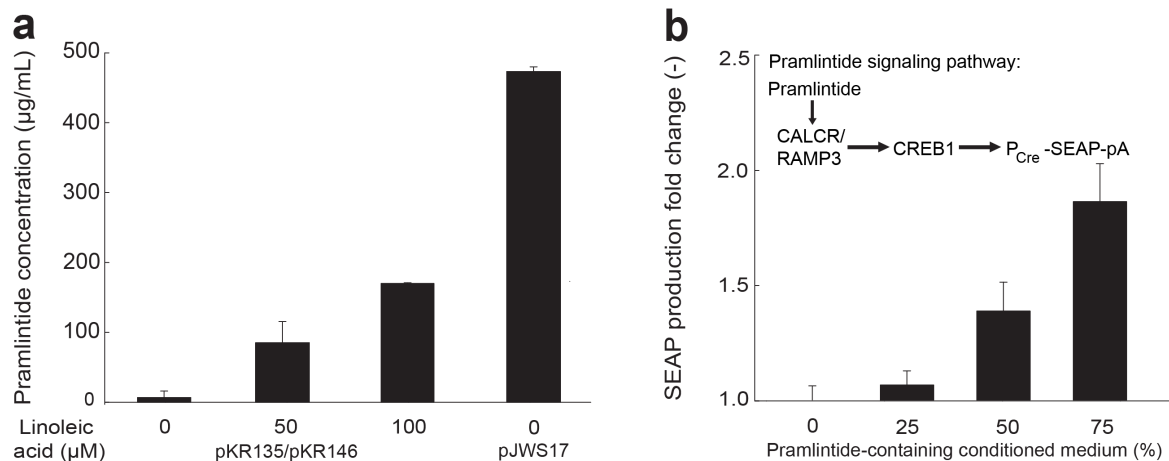 a
Pramlintide concentration (µg/mL)
500
400
300
200
100
0
Linoleic acid (µM)
0
50
100
0
pKR135/pKR146
pJWS17
b
SEAP production fold change (-)
2.5
2.0
1.5
1.0
Pramlintide signaling pathway:
Pramlintide
CALCR/
RAMP3
CREB1
PCre-SEAP-pA
0
25
50
75
Pramlintide-containing conditioned medium (%)